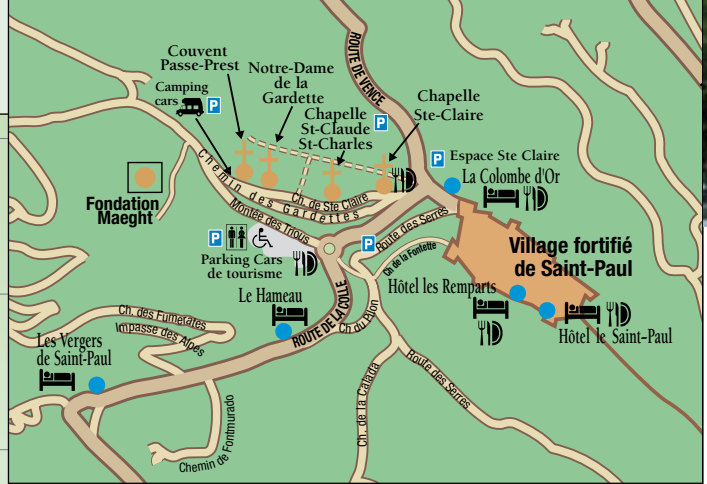 ROUTE DE VENCE
Couvent
Passe-Prest
Notre-Dame
de la
Gardette
Camping
cars
P
Chapelle
St-Claude
St-Charles
P
Chapelle
Ste-Claire
P
Espace Ste Claire
La Colombe d'Or
Fondation
Maeght
Chemin des Gardettes
Ch. de Ste Claire
Montée des Trious
P
Parking Cars
de tourisme
P
Route des Serres
Ch. de la Fontette
Village fortifié
de Saint-Paul
Hôtel les Remparts
Hôtel le Saint-Paul
Le Hameau
ROUTE DE LA COLLE
Ch. du Malon
Ch. des Fumerates
Impasse des Alpes
Les Vergers
de Saint-Paul
Chemin de Fontmurado
Ch. de la Calada
Route des Serres